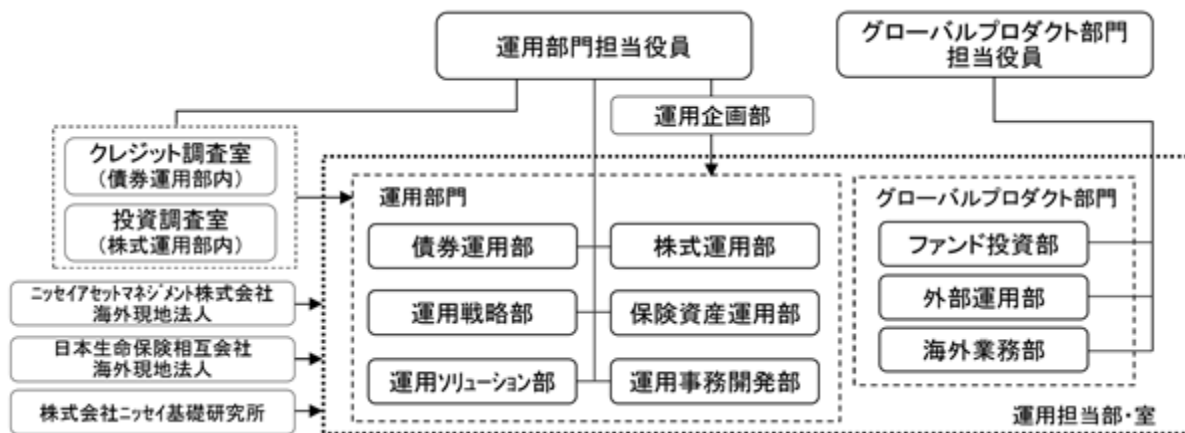 運用部門担当役員
グローバルプロダクト部門
担当役員
運用企画部
クレジット調査室
(債券運用部内)
投資調査室
(株式運用部内)
ニッセイアセットマネジメント株式会社
海外現地法人
日本生命保険相互会社
海外現地法人
株式会社ニッセイ基礎研究所
運用部門
債券運用部
株式運用部
運用戦略部
保険資産運用部
運用ソリューション部
運用事務開発部
グローバルプロダクト部門
ファンド投資部
外部運用部
海外業務部
運用担当部・室